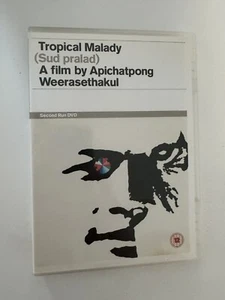 Tropical Malady
(Sud pralad)
A film by Apichatpong
Weerasethakul
Second Run DVD